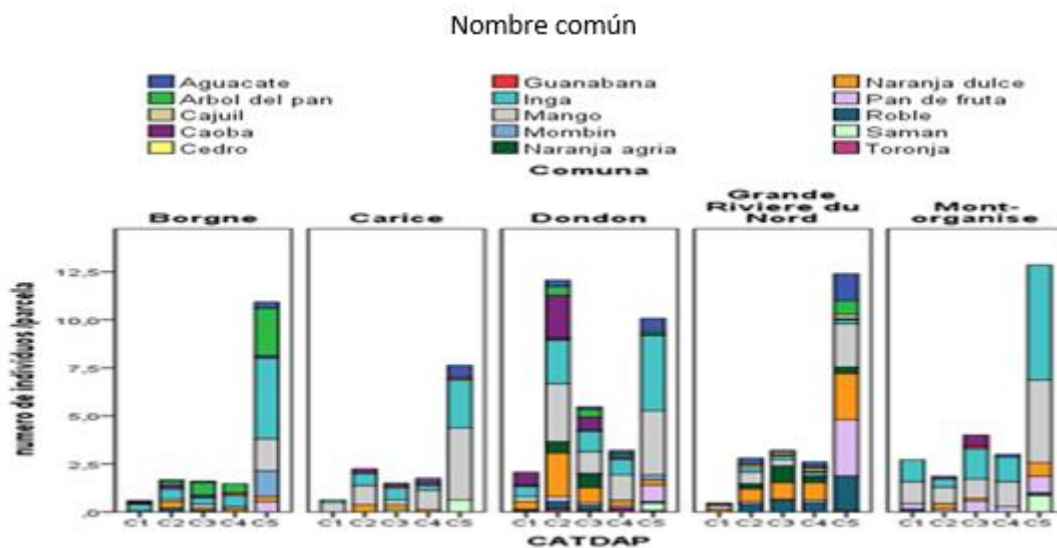 Nombre común
Aguacate
Arbol del pan
Cajuil
Caoba
Cedro
Guanabana
Inga
Mango
Mombin
Naranja agria
Naranja dulce
Pan de fruta
Roble
Saman
Toronja
Comuna
Borgne
Carice
Dondon
Grande
Riviere du
Nord
Mont-
organise
numero de individuos /parcela
12,5
10,0
7,5
5,0
2,5
,0
C1 C2 C3 C4 C5
C1 C2 C3 C4 C5
C1 C2 C3 C4 C5
C1 C2 C3 C4 C5
C1 C2 C3 C4 C5
CATDAP